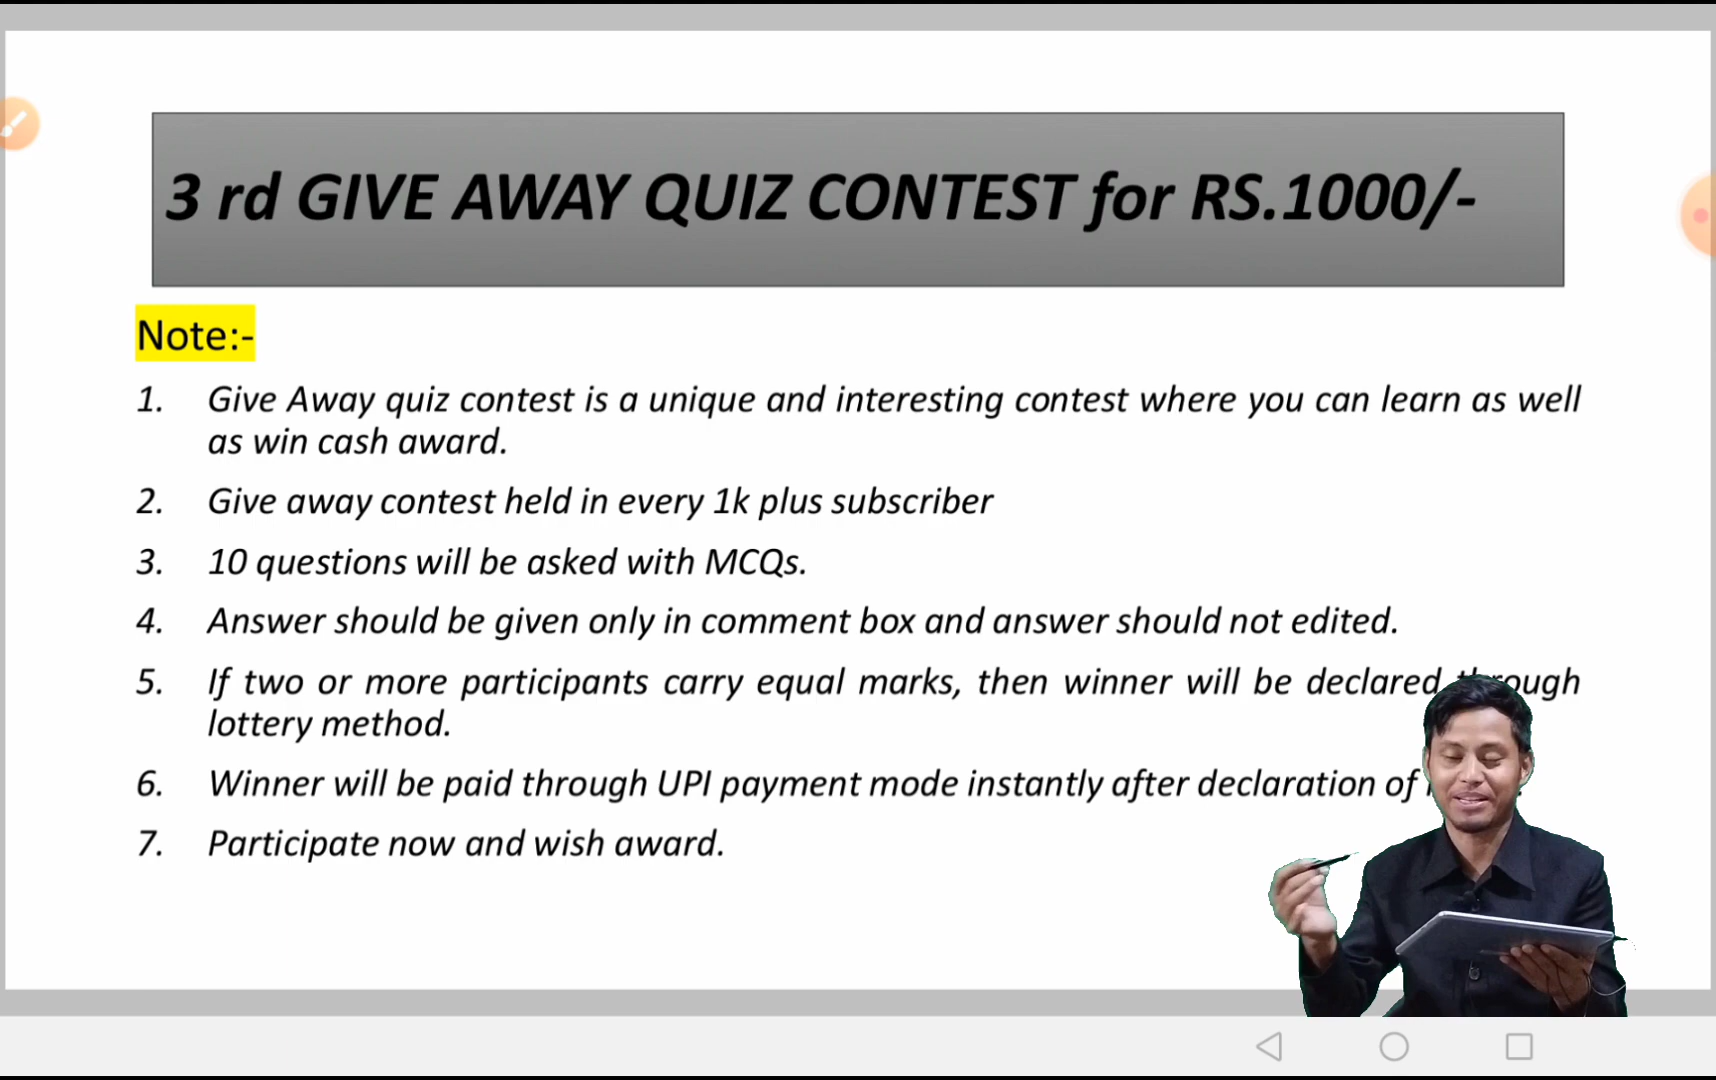 3 rd GIVE AWAY QUIZ CONTEST for RS.1000/-
Note:-
1. Give Away quiz contest is a unique and interesting contest where you can learn as well
as win cash award.
2. Give away contest held in every 1k plus subscriber
3. 10 questions will be asked with MCQs.
4. Answer should be given only in comment box and answer should not edited.
5. If two or more participants carry equal marks, then winner will be declared through
lottery method.
6. Winner will be paid through UPI payment mode instantly after declaration of
7. Participate now and wish award.